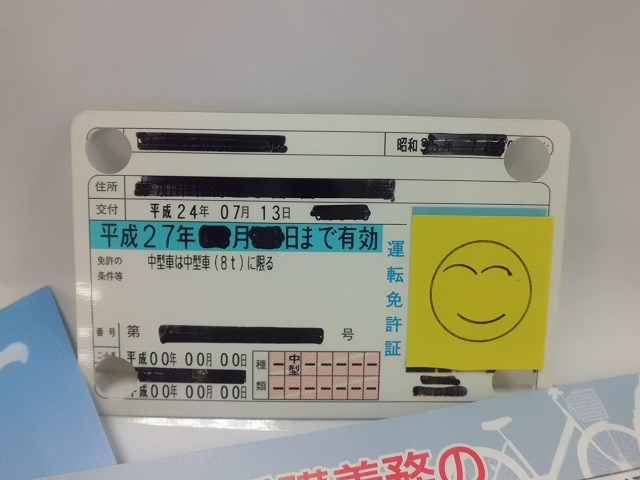 昭和
住所
交付 平成24年 07月 13日
平成27年 月 日まで有効
免許の
条件等
中型車は中型車(8t)に限る
運転免許証
番号 第 号
平成00年 00月 00日
平成00年 00月 00日
種類
中型
義務の